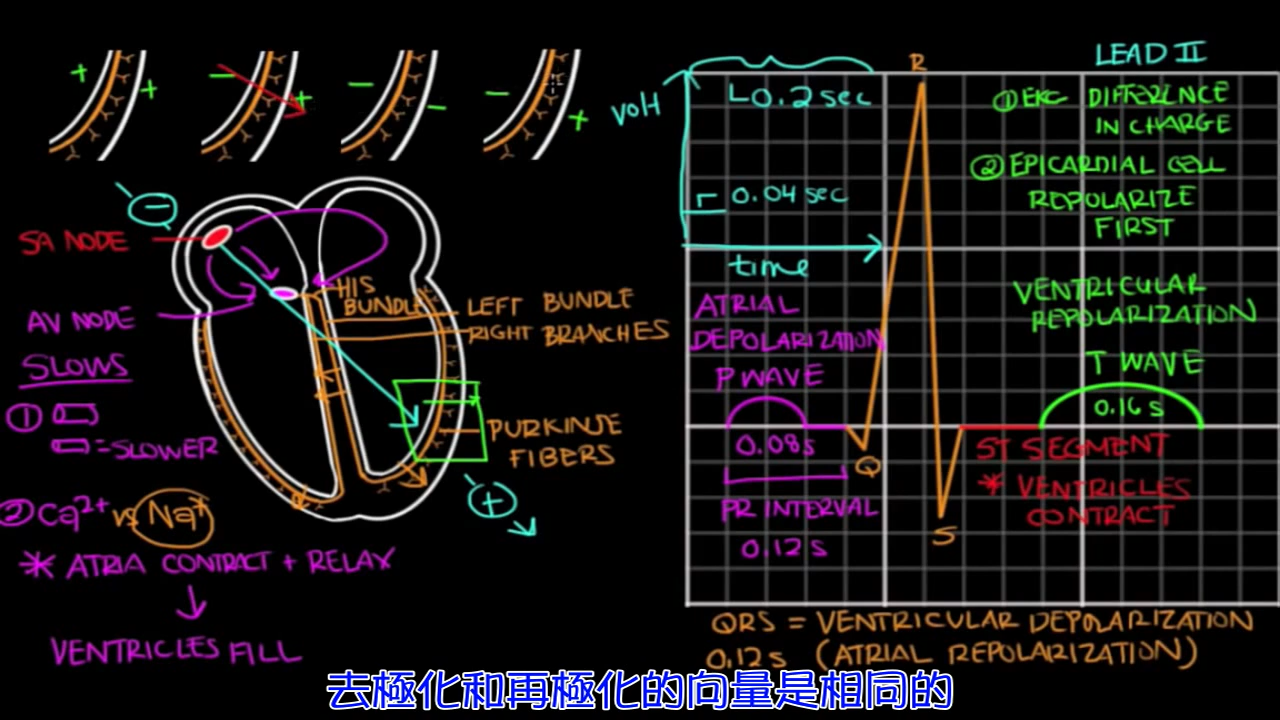 + +
− +
− −
− +
−
SA NODE
AV NODE
SLOWS
①
=SLOWER
② Ca2+ vs Na*
* ATRIA CONTRACT + RELAX
↓
VENTRICLES FILL
HIS
BUNDLE
LEFT BUNDLE
RIGHT BRANCHES
PURKINJE
FIBERS
+
volt
0.2 sec
0.04 sec
time
LEAD II
① EKG DIFFERENCE
IN CHARGE
② EPICARDIAL CELL
REPOLARIZE
FIRST
VENTRICULAR
REPOLARIZATION
T WAVE
0.16 s
ATRIAL
DEPOLARIZATION
P WAVE
0.08s
PR INTERVAL
0.12 s
R
Q
S
ST SEGMENT
* VENTRICLES
CONTRACT
QRS = VENTRICULAR DEPOLARIZATION
0.12s (ATRIAL REPOLARIZATION)
去極化和再極化的向量是相同的